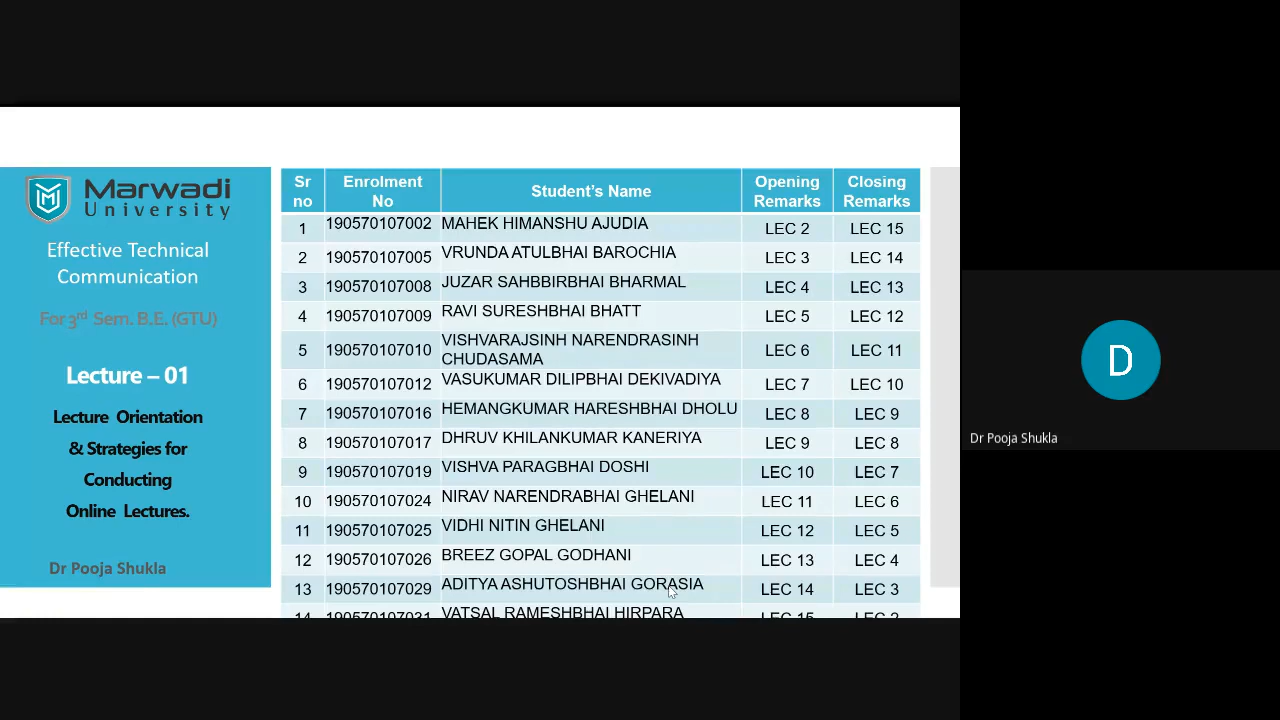 Marwadi
University
Effective Technical
Communication
For 3rd Sem. B.E. (GTU)
Lecture – 01
Lecture Orientation
& Strategies for
Conducting
Online Lectures.
Dr Pooja Shukla
Sr no Enrolment No Student's Name Opening Remarks Closing Remarks
1 190570107002 MAHEK HIMANSHU AJUDIA LEC 2 LEC 15
2 190570107005 VRUNDA ATULBHAI BAROCHIA LEC 3 LEC 14
3 190570107008 JUZAR SAHBBIRBHAI BHARMAL LEC 4 LEC 13
4 190570107009 RAVI SURESHBHAI BHATT LEC 5 LEC 12
5 190570107010 VISHVARAJSINH NARENDRASINH CHUDASAMA LEC 6 LEC 11
6 190570107012 VASUKUMAR DILIPBHAI DEKIVADIYA LEC 7 LEC 10
7 190570107016 HEMANGKUMAR HARESHBHAI DHOLU LEC 8 LEC 9
8 190570107017 DHRUV KHILANKUMAR KANERIYA LEC 9 LEC 8
9 190570107019 VISHVA PARAGBHAI DOSHI LEC 10 LEC 7
10 190570107024 NIRAV NARENDRABHAI GHELANI LEC 11 LEC 6
11 190570107025 VIDHI NITIN GHELANI LEC 12 LEC 5
12 190570107026 BREEZ GOPAL GODHANI LEC 13 LEC 4
13 190570107029 ADITYA ASHUTOSHBHAI GORASIA LEC 14 LEC 3
14 190570107031 VATSAL RAMESHBHAI HIRPARA LEC 15 LEC 2
D
Dr Pooja Shukla